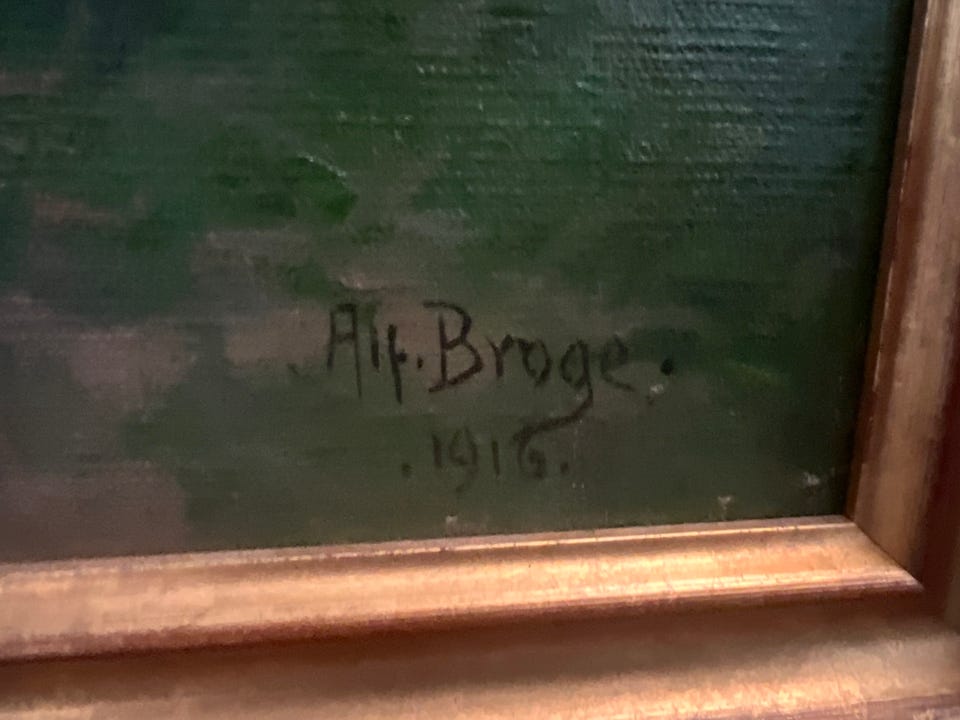 . Alf. Broge.
.1916.